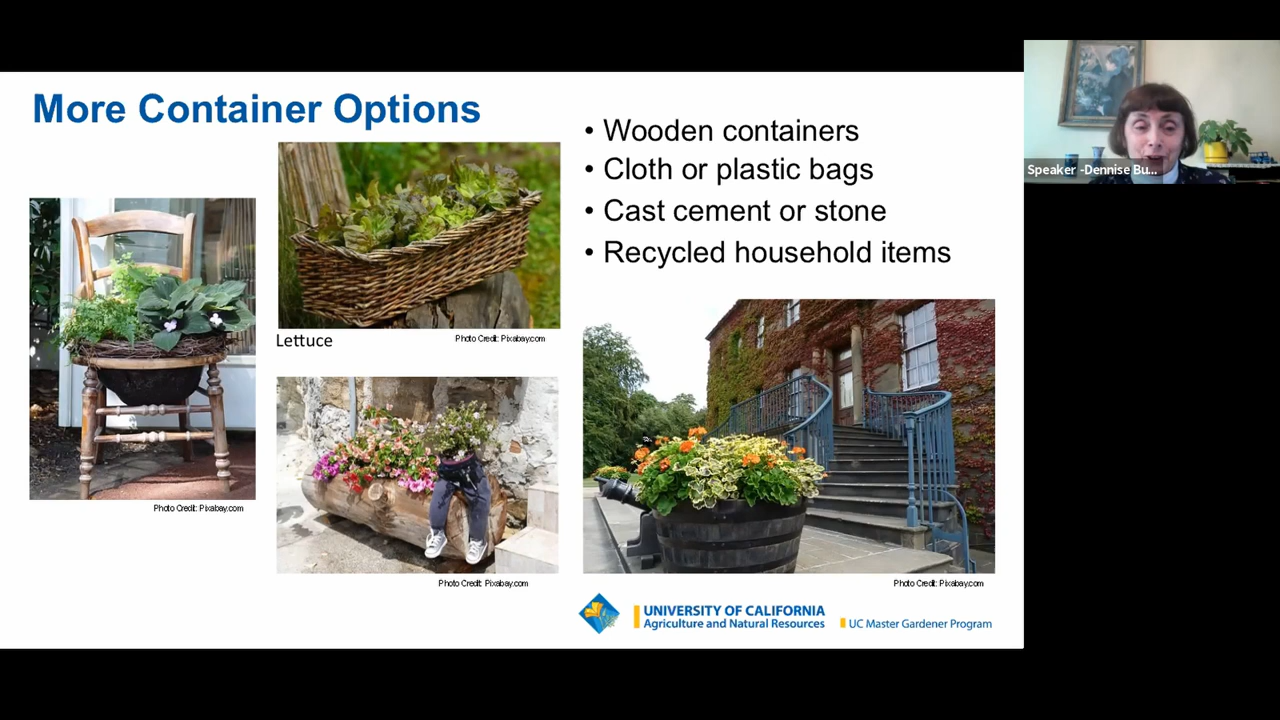 More Container Options
• Wooden containers
• Cloth or plastic bags
• Cast cement or stone
• Recycled household items
Lettuce
Photo Credit: Pixabay.com
Photo Credit: Pixabay.com
Photo Credit: Pixabay.com
Photo Credit: Pixabay.com
UNIVERSITY OF CALIFORNIA
Agriculture and Natural Resources
UC Master Gardener Program
Speaker -Dennise Bu...